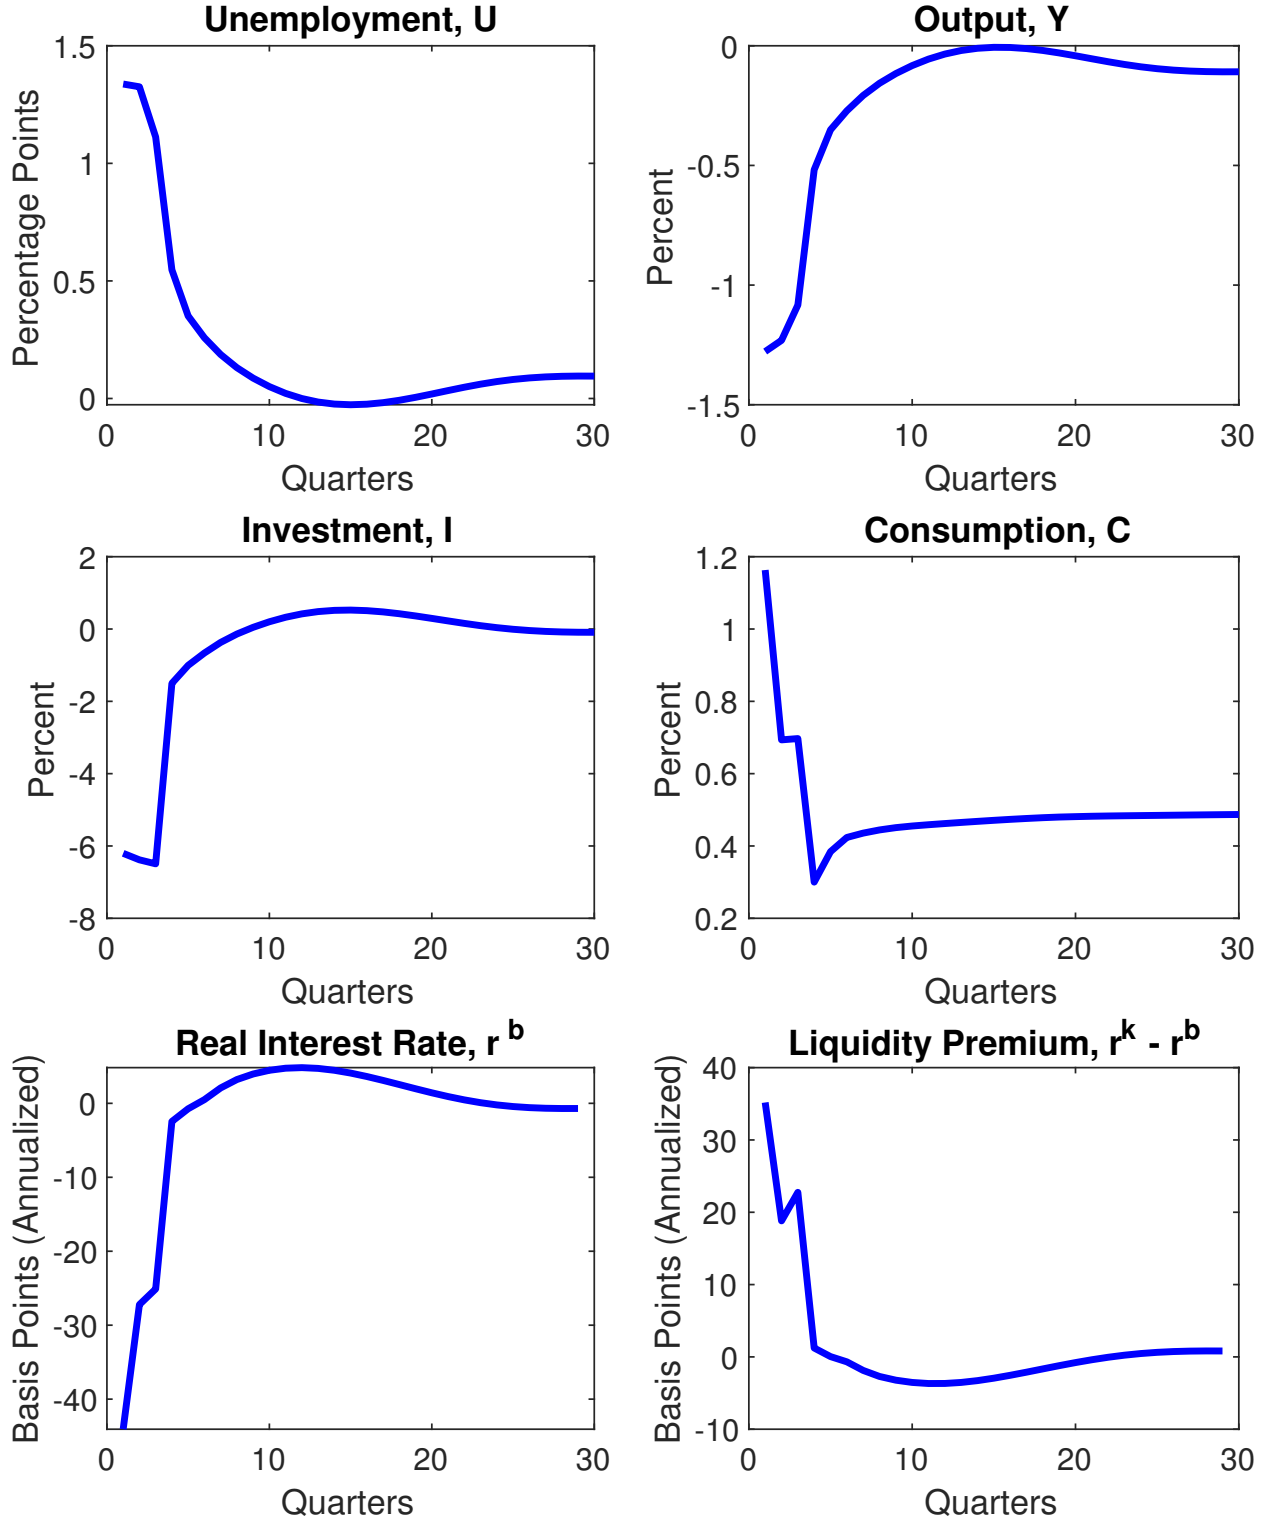 Unemployment, U
Percentage Points
1.5
1
0.5
0
0 10 20 30
Quarters
Output, Y
Percent
0
-0.5
-1
-1.5
0 10 20 30
Quarters
Investment, I
Percent
2
0
-2
-4
-6
-8
0 10 20 30
Quarters
Consumption, C
Percent
1.2
1
0.8
0.6
0.4
0.2
0 10 20 30
Quarters
Real Interest Rate, r b
Basis Points (Annualized)
0
-10
-20
-30
-40
0 10 20 30
Quarters
Liquidity Premium, rk - rb
Basis Points (Annualized)
40
30
20
10
0
-10
0 10 20 30
Quarters